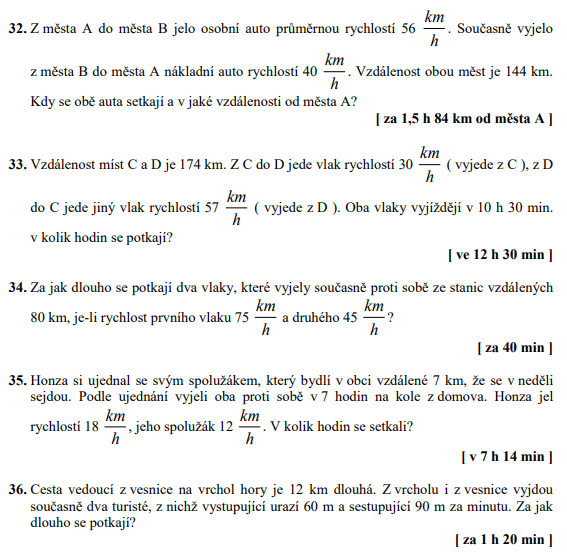 32. Z města A do města B jelo osobní auto průměrnou rychlostí 56 km/h. Současně vyjelo
z města B do města A nákladní auto rychlostí 40 km/h. Vzdálenost obou měst je 144 km.
Kdy se obě auta setkají a v jaké vzdálenosti od města A?
[ za 1,5 h 84 km od města A ]
33. Vzdálenost míst C a D je 174 km. Z C do D jede vlak rychlostí 30 km/h ( vyjede z C ), z D
do C jede jiný vlak rychlostí 57 km/h ( vyjede z D ). Oba vlaky vyjíždějí v 10 h 30 min.
v kolik hodin se potkají?
[ ve 12 h 30 min ]
34. Za jak dlouho se potkají dva vlaky, které vyjely současně proti sobě ze stanic vzdálených
80 km, je-li rychlost prvního vlaku 75 km/h a druhého 45 km/h?
[ za 40 min ]
35. Honza si ujednal se svým spolužákem, který bydlí v obci vzdálené 7 km, že se v neděli
sejdou. Podle ujednání vyjeli oba proti sobě v 7 hodin na kole z domova. Honza jel
rychlostí 18 km/h, jeho spolužák 12 km/h. V kolik hodin se setkali?
[ v 7 h 14 min ]
36. Cesta vedoucí z vesnice na vrchol hory je 12 km dlouhá. Z vrcholu i z vesnice vyjdou
současně dva turisté, z nichž vystupující urazí 60 m a sestupující 90 m za minutu. Za jak
dlouho se potkají?
[ za 1 h 20 min ]